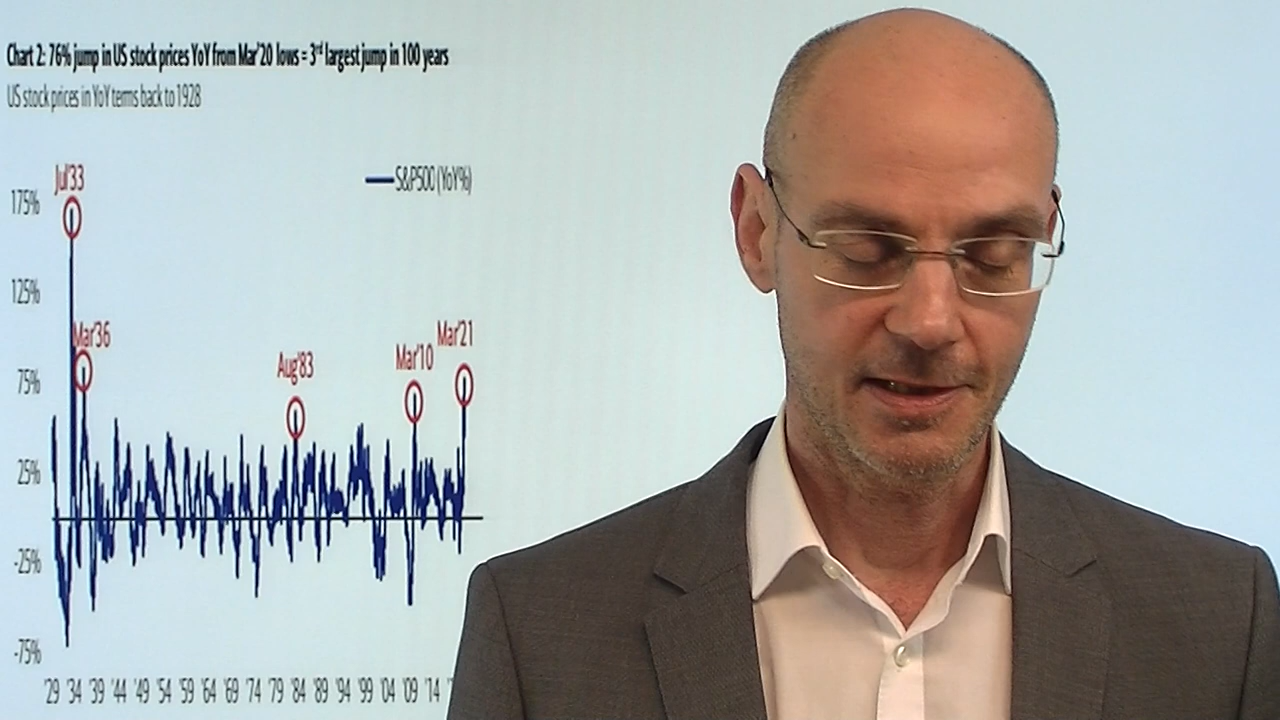 Chart 2: 76% jump in US stock prices YoY from Mar'20 lows = 3rd largest jump in 100 years
US stock prices in YoY terms back to 1928
Jul'33
S&P500 (YoY%)
175%
125%
Mar'36
Mar'21
Mar'10
Aug'83
75%
25%
-25%
-75%
'29 '34 '39 '44 '49 '54 '59 '64 '69 '74 '79 '84 '89 '94 '99 '04 '09 '14